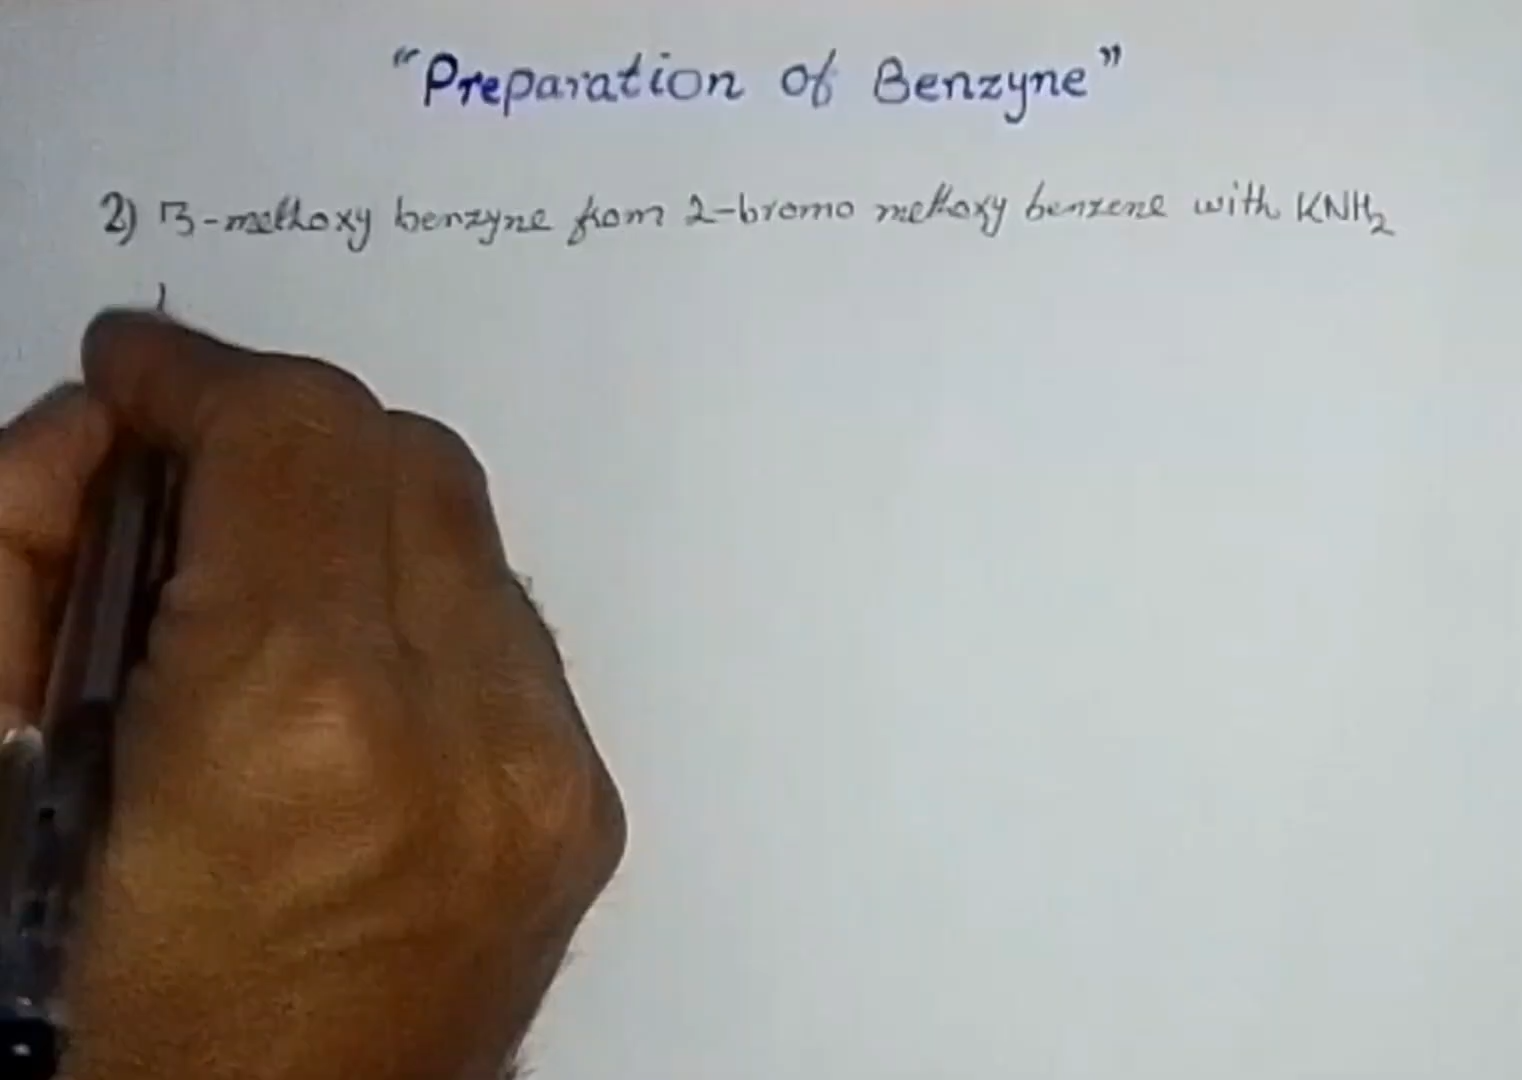 “Preparation of Benzyne”
2) 3-methoxy benzyne from 2-bromo methoxy benzene with KNH₂